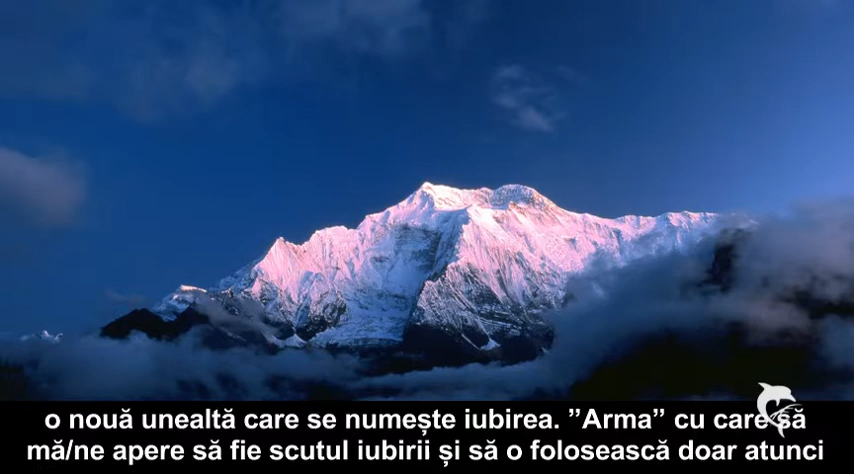 o nouă unealtă care se numește iubirea. ”Arma” cu care să
mă/ne apere să fie scutul iubirii și să o folosească doar atunci